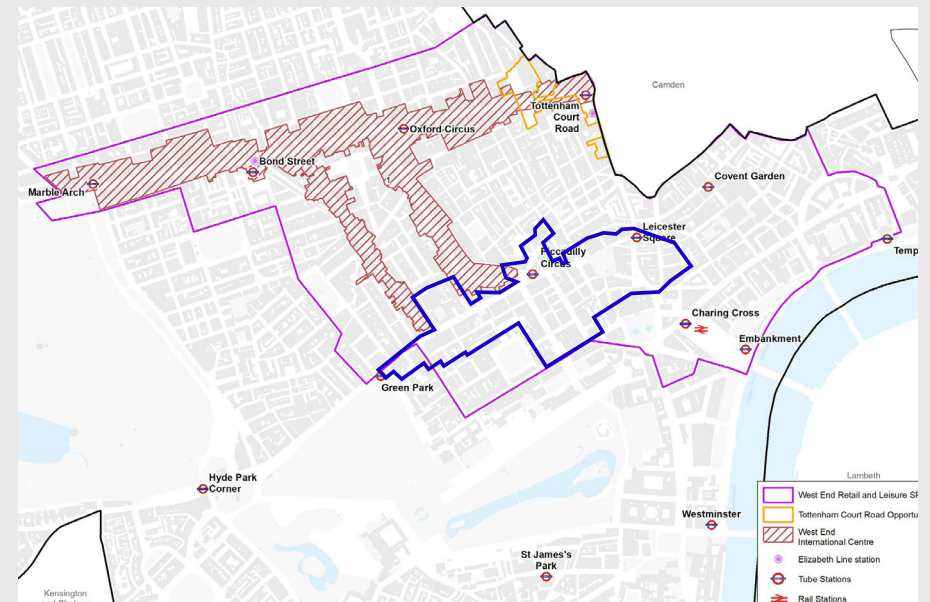 Camden
Tottenham
Court
Road
Oxford Circus
Bond Street
Marble Arch
Covent Garden
Leicester
Square
Piccadilly
Circus
Temp
Charing Cross
Embankment
Green Park
Hyde Park
Corner
Lambeth
Westminster
St James's
Park
Kensington
West End Retail and Leisure SP
Tottenham Court Road Opportu
West End
International Centre
Elizabeth Line station
Tube Stations
Rail Stations